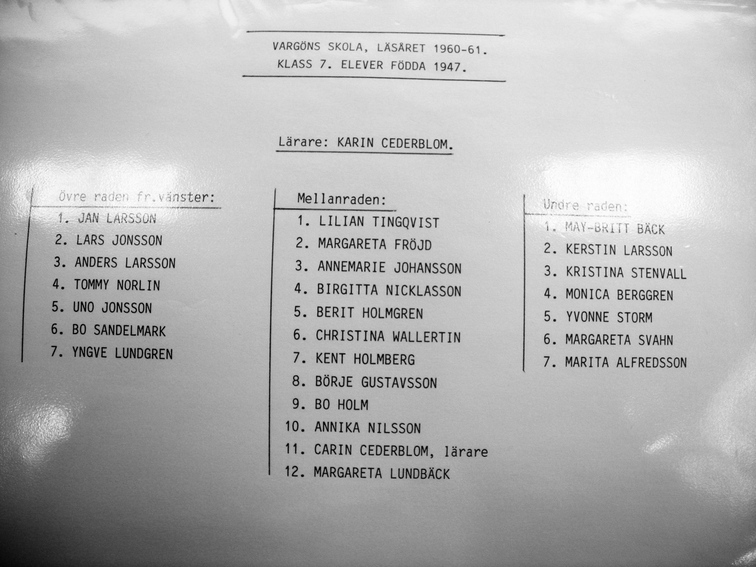 VARGÖNS SKOLA, LÄSÅRET 1960-61.
KLASS 7. ELEVER FÖDDA 1947.
Lärare: KARIN CEDERBLOM.
Övre raden fr.vänster:
1. JAN LARSSON
2. LARS JONSSON
3. ANDERS LARSSON
4. TOMMY NORLIN
5. UNO JONSSON
6. BO SANDELMARK
7. YNGVE LUNDGREN
Mellanraden:
1. LILIAN TINGQVIST
2. MARGARETA FRÖJD
3. ANNEMARIE JOHANSSON
4. BIRGITTA NICKLASSON
5. BERIT HOLMGREN
6. CHRISTINA WALLERTIN
7. KENT HOLMBERG
8. BÖRJE GUSTAVSSON
9. BO HOLM
10. ANNIKA NILSSON
11. CARIN CEDERBLOM, lärare
12. MARGARETA LUNDBÄCK
Undre raden:
1. MAY-BRITT BÄCK
2. KERSTIN LARSSON
3. KRISTINA STENVALL
4. MONICA BERGGREN
5. YVONNE STORM
6. MARGARETA SVAHN
7. MARITA ALFREDSSON